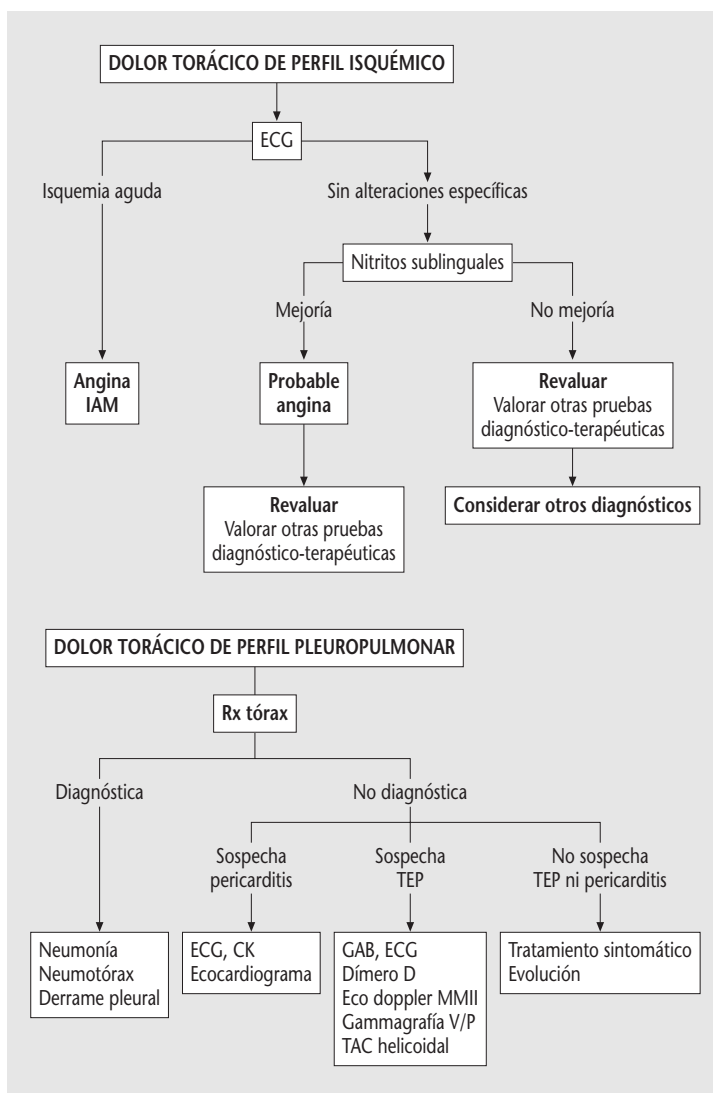 DOLOR TORÁCICO DE PERFIL ISQUÉMICO
ECG
Isquemia aguda
Sin alteraciones específicas
Nitritos sublinguales
Mejoría
No mejoría
Angina
IAM
Probable
angina
Revaluar
Valorar otras pruebas
diagnóstico-terapéuticas
Revaluar
Valorar otras pruebas
diagnóstico-terapéuticas
Considerar otros diagnósticos
DOLOR TORÁCICO DE PERFIL PLEUROPULMONAR
Rx tórax
Diagnóstica
No diagnóstica
Sospecha
pericarditis
Sospecha
TEP
No sospecha
TEP ni pericarditis
Neumonía
Neumotórax
Derrame pleural
ECG, CK
Ecocardiograma
GAB, ECG
Dímero D
Eco doppler MMII
Gammagrafía V/P
TAC helicoidal
Tratamiento sintomático
Evolución